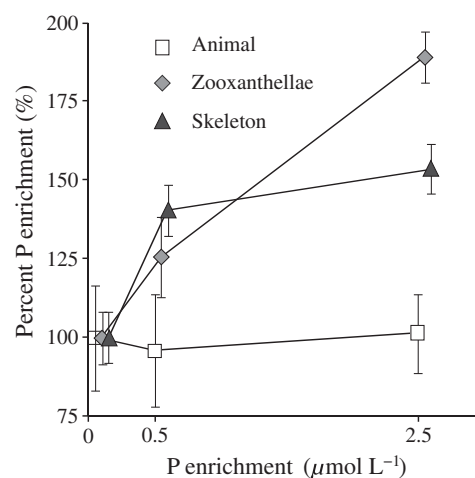 200
175
150
125
100
75
Percent P enrichment (%)
Animal
Zooxanthellae
Skeleton
0
0.5
2.5
P enrichment (μmol L⁻¹)